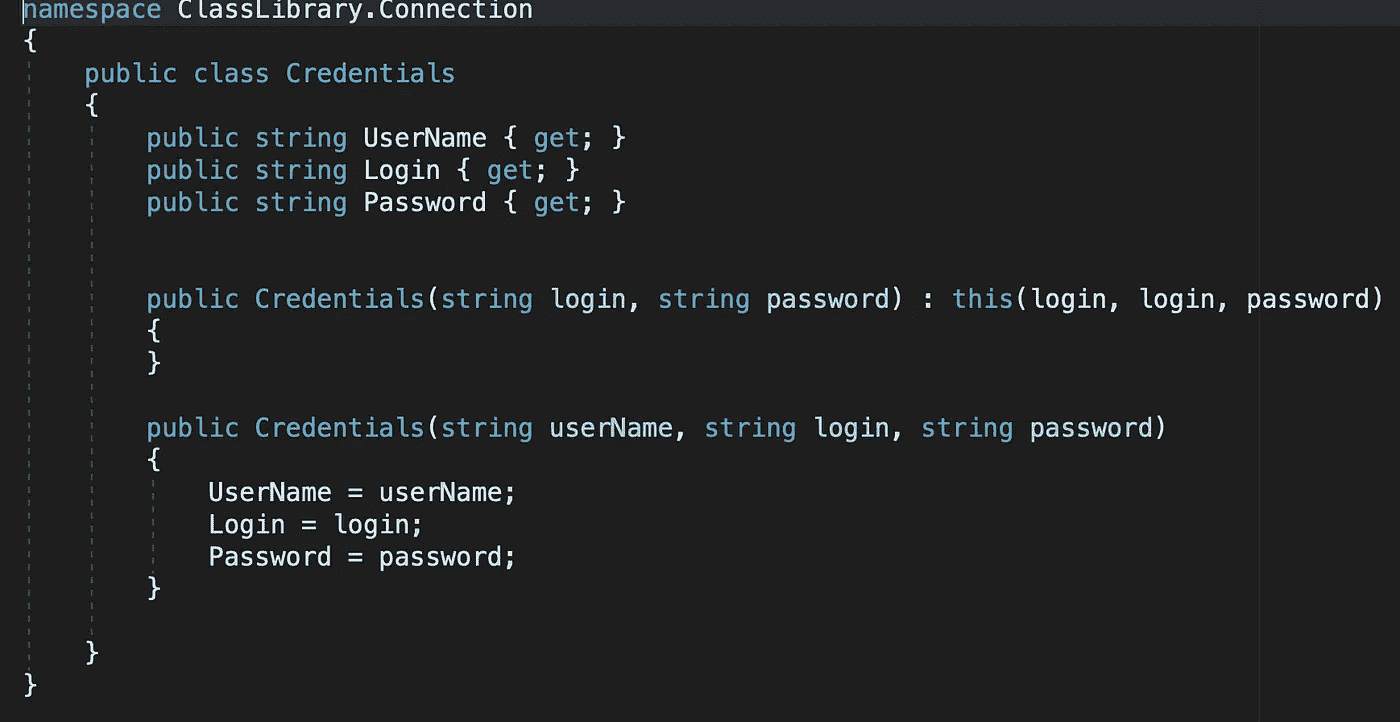 namespace ClassLibrary.Connection
{
    public class Credentials
    {
        public string UserName { get; }
        public string Login { get; }
        public string Password { get; }
        public Credentials(string login, string password) : this(login, login, password)
        {
        }
        public Credentials(string userName, string login, string password)
        {
            UserName = userName;
            Login = login;
            Password = password;
        }
    }
}